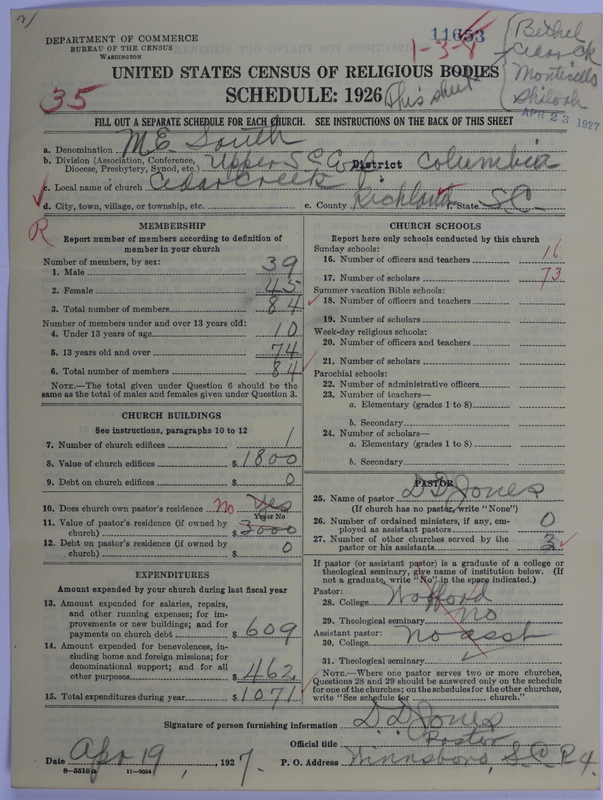 2)
DEPARTMENT OF COMMERCE
BUREAU OF THE CENSUS
WASHINGTON
11653
1-3-8
Bethel
Cedar Ck
Monticello
Shiloah
This sheet
APR 23 1927
UNITED STATES CENSUS OF RELIGIOUS BODIES
SCHEDULE: 1926
35
FILL OUT A SEPARATE SCHEDULE FOR EACH CHURCH. SEE INSTRUCTIONS ON THE BACK OF THIS SHEET
a. Denomination M E South
b. Division (Association, Conference, Diocese, Presbytery, Synod, etc.) Upper S C Conf District Columbia
c. Local name of church Cedar Creek
d. City, town, village, or township, etc. e. County Richland f. State S.C.
R
MEMBERSHIP
Report number of members according to definition of
member in your church
Number of members, by sex:
1. Male 39
2. Female 45
3. Total number of members 84
Number of members under and over 13 years old:
4. Under 13 years of age 10
5. 13 years old and over 74
6. Total number of members 84
NOTE.—The total given under Question 6 should be the
same as the total of males and females given under Question 3.
CHURCH BUILDINGS
See instructions, paragraphs 10 to 12
7. Number of church edifices 1
8. Value of church edifices $ 1800
9. Debt on church edifices $ 0
10. Does church own pastor's residence No Yes
Yes or No
11. Value of pastor's residence (if owned by
church) $ 3000
12. Debt on pastor's residence (if owned by
church) $ 0
EXPENDITURES
Amount expended by your church during last fiscal year
13. Amount expended for salaries, repairs,
and other running expenses; for im-
provements or new buildings; and for
payments on church debt $ 609
14. Amount expended for benevolences, in-
cluding home and foreign missions; for
denominational support; and for all
other purposes $ 462
15. Total expenditures during year $ 1071
CHURCH SCHOOLS
Report here only schools conducted by this church
Sunday schools:
16. Number of officers and teachers 16
17. Number of scholars 73
Summer vacation Bible schools:
18. Number of officers and teachers
19. Number of scholars
Week-day religious schools:
20. Number of officers and teachers
21. Number of scholars
Parochial schools:
22. Number of administrative officers
23. Number of teachers—
a. Elementary (grades 1 to 8)
b. Secondary
24. Number of scholars—
a. Elementary (grades 1 to 8)
b. Secondary
PASTOR
25. Name of pastor D D Jones
(If church has no pastor, write "None")
26. Number of ordained ministers, if any, em-
ployed as assistant pastors 0
27. Number of other churches served by the
pastor or his assistants 3
If pastor (or assistant pastor) is a graduate of a college or
theological seminary, give name of institution below. (If
not a graduate, write "No" in the space indicated.)
Pastor:
28. College Wofford
29. Theological seminary No
Assistant pastor:
30. College No asst
31. Theological seminary
NOTE.—Where one pastor serves two or more churches,
Questions 28 and 29 should be answered only on the schedule
for one of the churches; on the schedules for the other churches,
write "See schedule for church."
Signature of person furnishing information D. D. Jones
Official title Pastor
Date Apr 19, 1927. P. O. Address Winnsboro, S.C. R 4.
8—5518a 11—9034